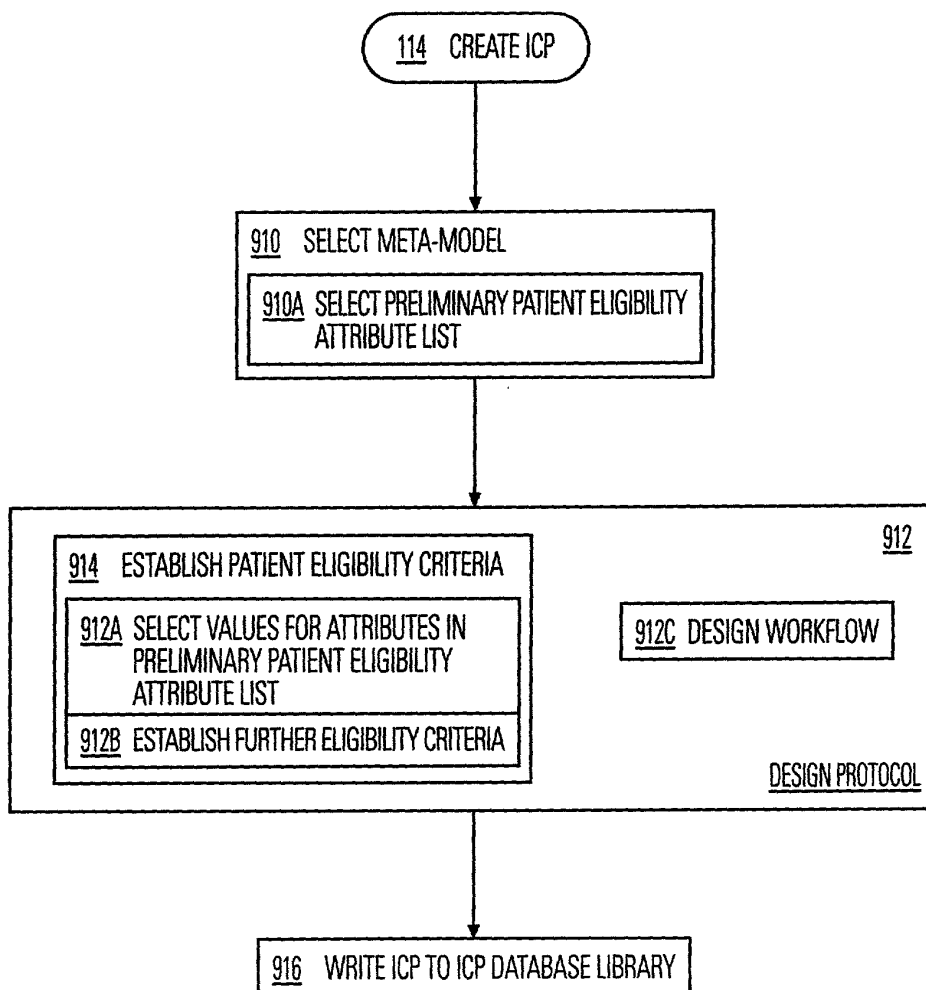 114 CREATE ICP
910 SELECT META-MODEL
910A SELECT PRELIMINARY PATIENT ELIGIBILITY
ATTRIBUTE LIST
912
914 ESTABLISH PATIENT ELIGIBILITY CRITERIA
912A SELECT VALUES FOR ATTRIBUTES IN
PRELIMINARY PATIENT ELIGIBILITY
ATTRIBUTE LIST
912B ESTABLISH FURTHER ELIGIBILITY CRITERIA
912C DESIGN WORKFLOW
DESIGN PROTOCOL
916 WRITE ICP TO ICP DATABASE LIBRARY